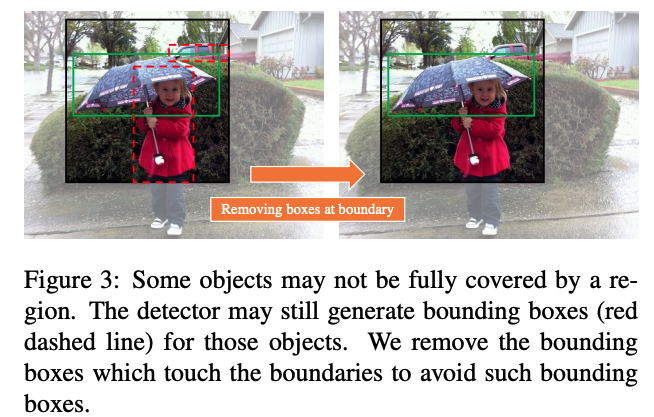 Removing boxes at boundary
Figure 3: Some objects may not be fully covered by a re-
gion. The detector may still generate bounding boxes (red
dashed line) for those objects. We remove the bounding
boxes which touch the boundaries to avoid such bounding
boxes.